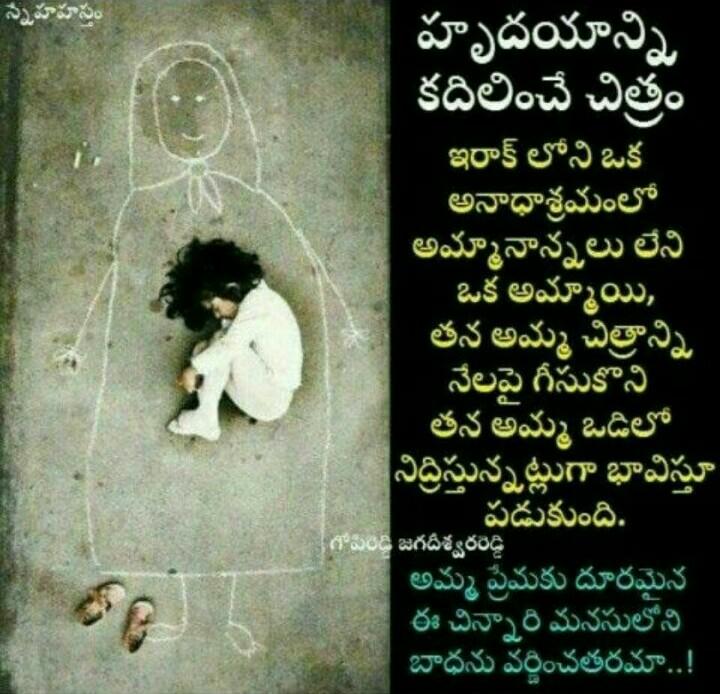 స్నేహహస్తం
హృదయాన్ని
కదిలించే చిత్రం
ఇరాక్ లోని ఒక
అనాధాశ్రమంలో
అమ్మానాన్నలు లేని
ఒక అమ్మాయి,
తన అమ్మ చిత్రాన్ని
నేలపై గీసుకొని
తన అమ్మ ఒడిలో
నిద్రిస్తున్నట్లుగా భావిస్తూ
పడుకుంది.
గోపిరెడ్డి జగదీశ్వరరెడ్డి
అమ్మ ప్రేమకు దూరమైన
ఈ చిన్నారి మనసులోని
బాధను వర్ణించతరమా..!